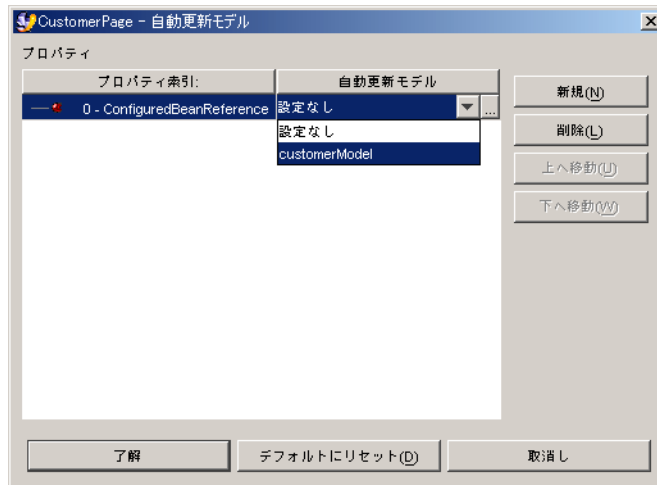 CustomerPage - 自動更新モデル
プロパティ
プロパティ索引: 自動更新モデル
0 - ConfiguredBeanReference 設定なし ...
設定なし
customerModel
新規(N)
削除(L)
上へ移動(U)
下へ移動(W)
了解 デフォルトにリセット(D) 取消し